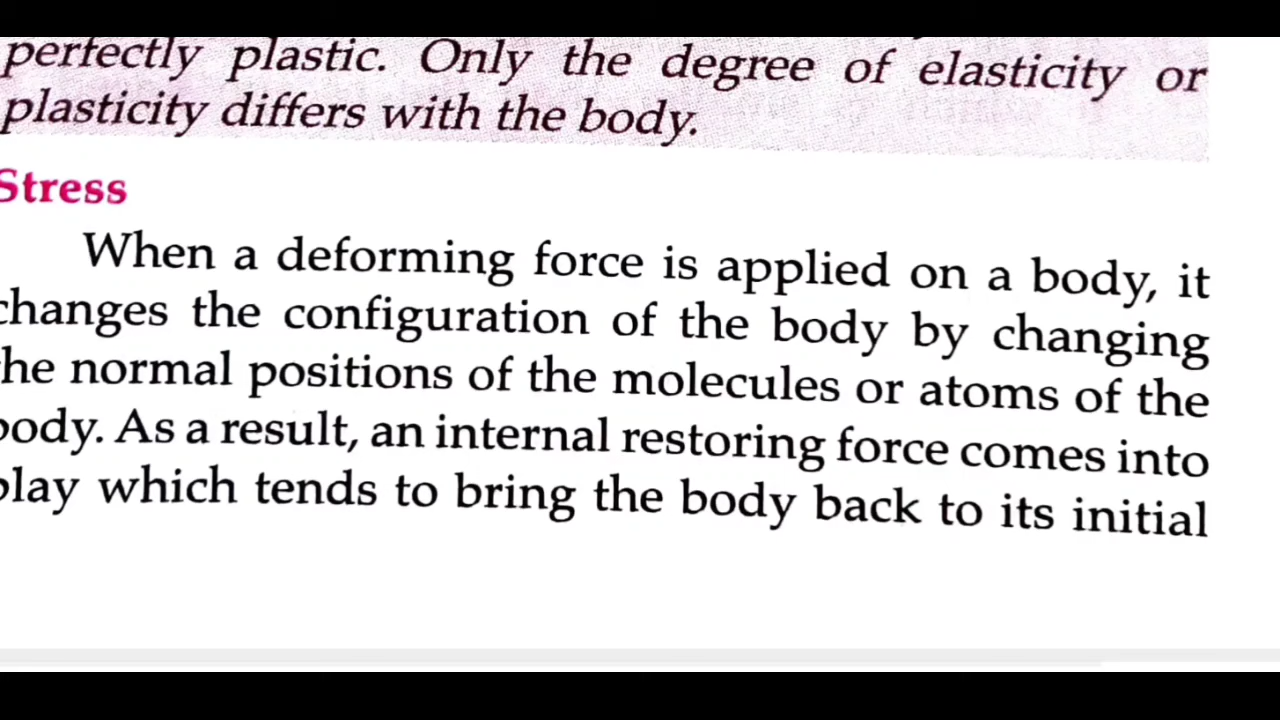 perfectly plastic. Only the degree of elasticity or
plasticity differs with the body.
Stress
When a deforming force is applied on a body, it
changes the configuration of the body by changing
the normal positions of the molecules or atoms of the
body. As a result, an internal restoring force comes into
play which tends to bring the body back to its initial